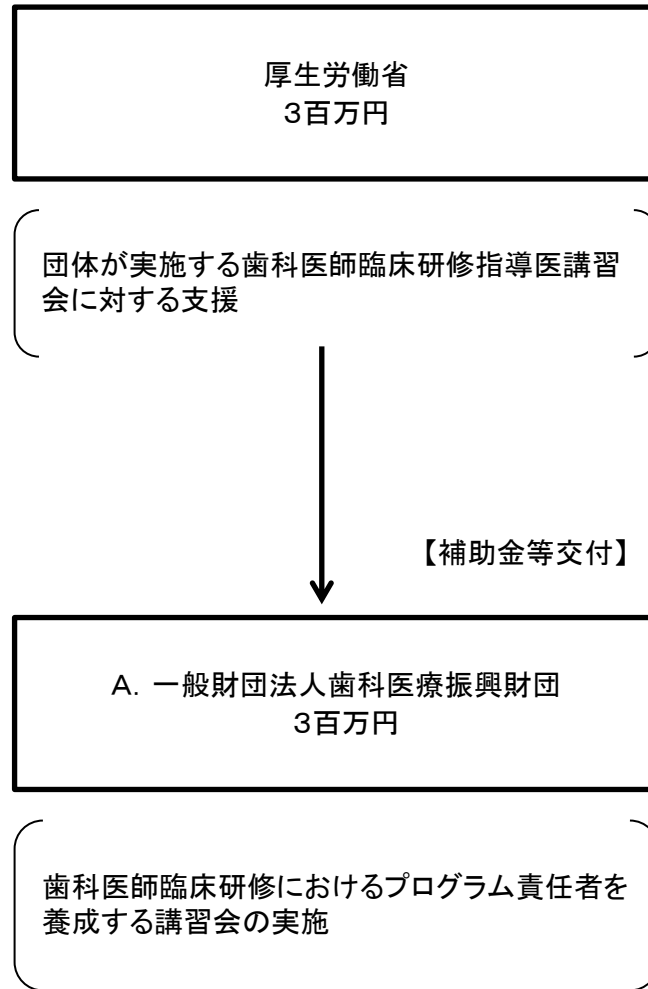 厚生労働省
3百万円
団体が実施する歯科医師臨床研修指導医講習
会に対する支援
【補助金等交付】
A. 一般財団法人歯科医療振興財団
3百万円
歯科医師臨床研修におけるプログラム責任者を
養成する講習会の実施